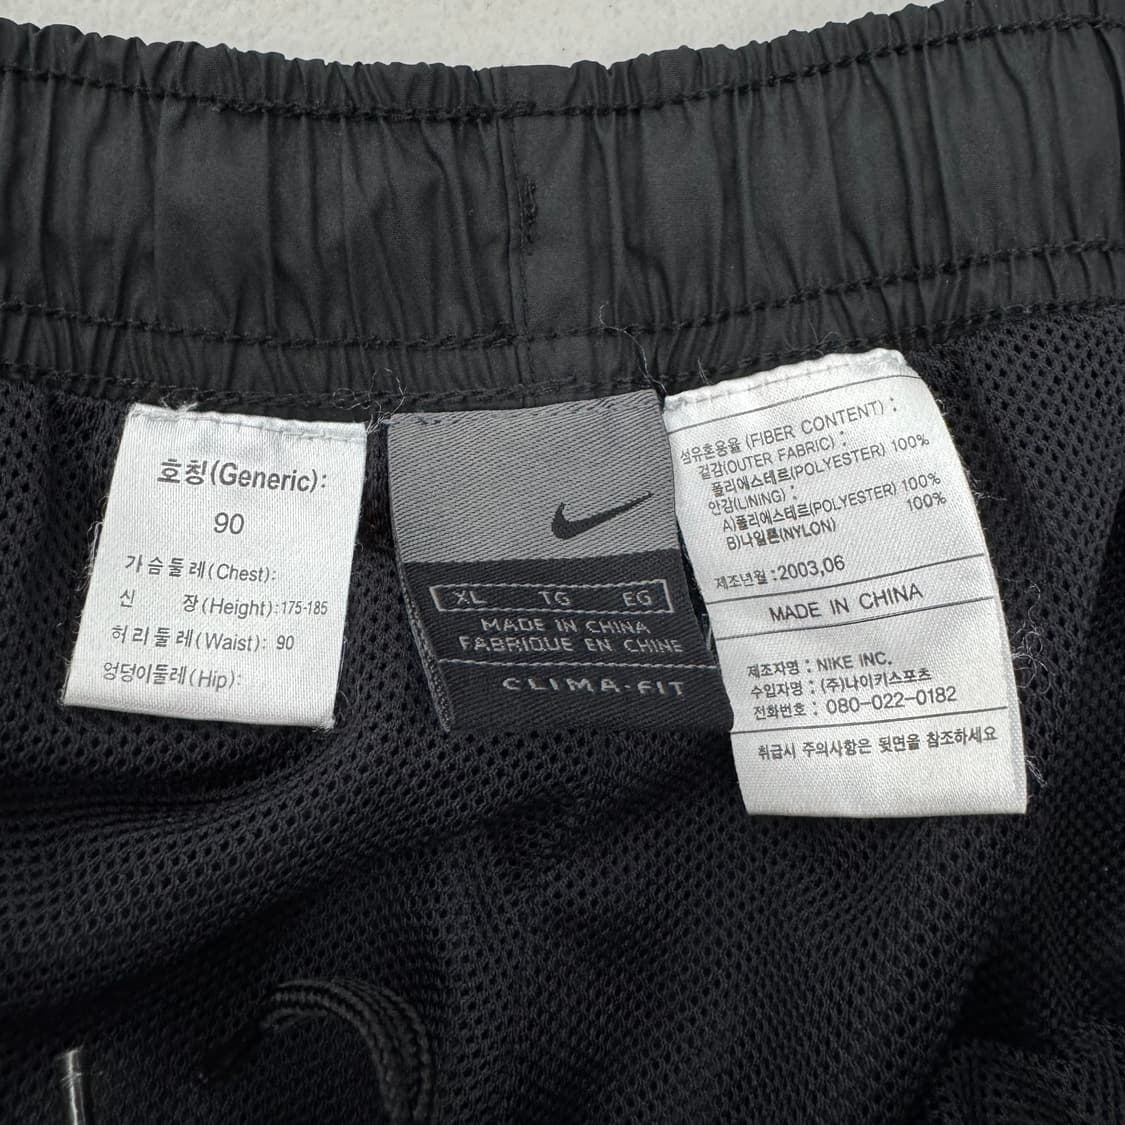 호칭(Generic):
90
가슴둘레(Chest):
신 장(Height):175-185
허리둘레(Waist): 90
엉덩이둘레(Hip):
XL TG EG
MADE IN CHINA
FABRIQUE EN CHINE
CLIMA-FIT
섬유혼용율 (FIBER CONTENT) :
겉감(OUTER FABRIC) :
폴리에스테르(POLYESTER) 100%
안감(LINING) :
A)폴리에스테르(POLYESTER) 100%
B)나일론(NYLON) 100%
제조년월 :2003,06
MADE IN CHINA
제조자명 : NIKE INC.
수입자명 : (주)나이키스포츠
전화번호 : 080-022-0182
취급시 주의사항은 뒷면을 참조하세요